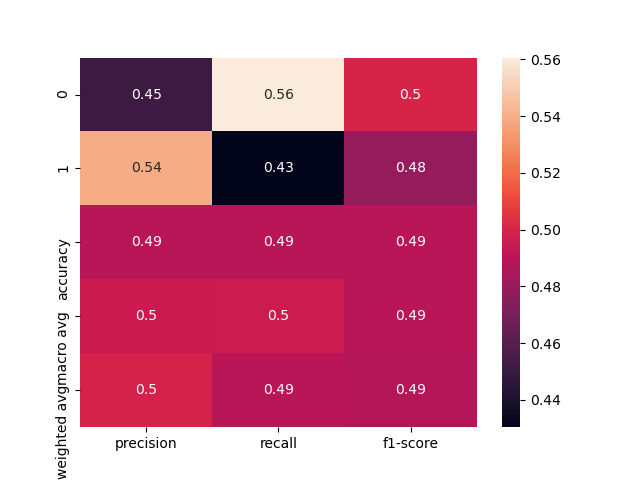 0 0.45 0.56 0.5
1 0.54 0.43 0.48
accuracy 0.49 0.49 0.49
macro avg 0.5 0.5 0.49
weighted avg 0.5 0.49 0.49
precision recall f1-score
0.56
0.54
0.52
0.50
0.48
0.46
0.44